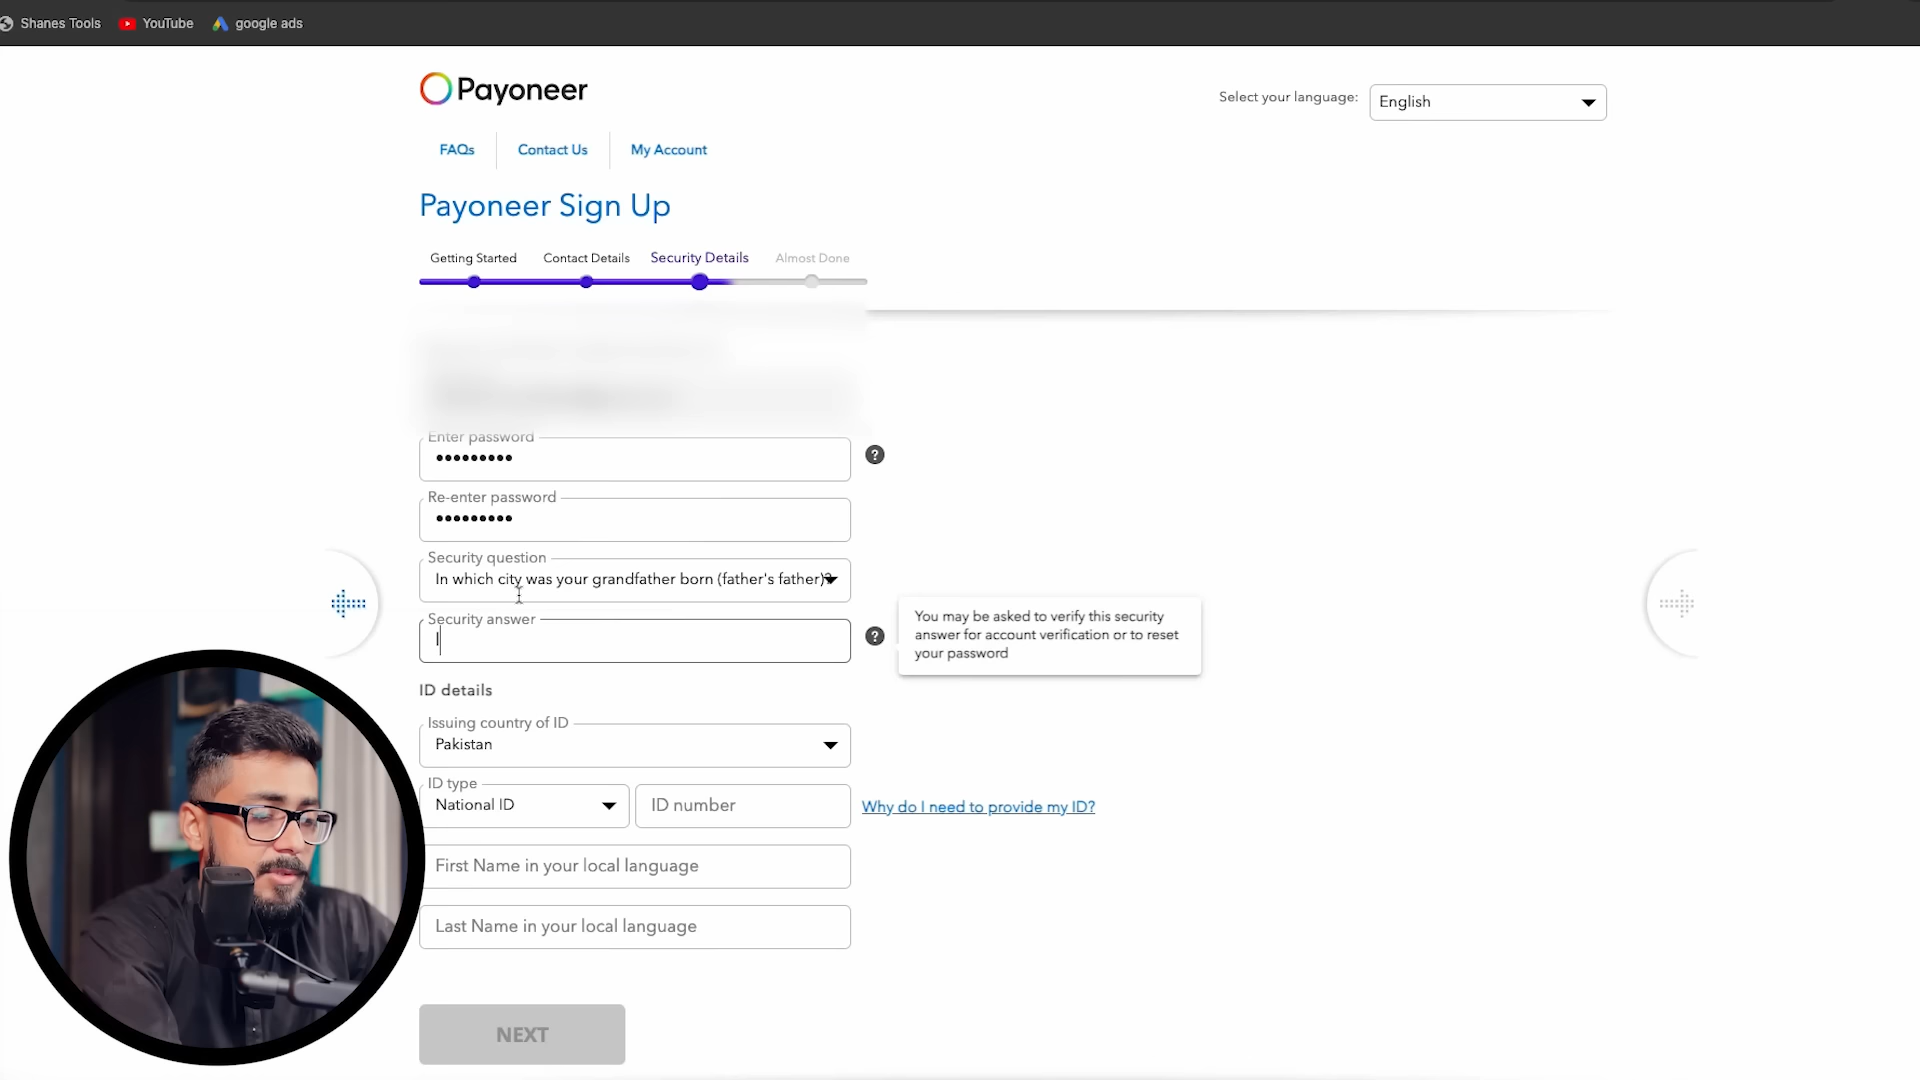 Shanes Tools YouTube google ads
Payoneer
Select your language: English
FAQs Contact Us My Account
Payoneer Sign Up
Getting Started Contact Details Security Details Almost Done
Enter password
•••••••••
Re-enter password
•••••••••
Security question
In which city was your grandfather born (father's father)?
Security answer
I
You may be asked to verify this security
answer for account verification or to reset
your password
ID details
Issuing country of ID
Pakistan
ID type
National ID ID number Why do I need to provide my ID?
First Name in your local language
Last Name in your local language
NEXT